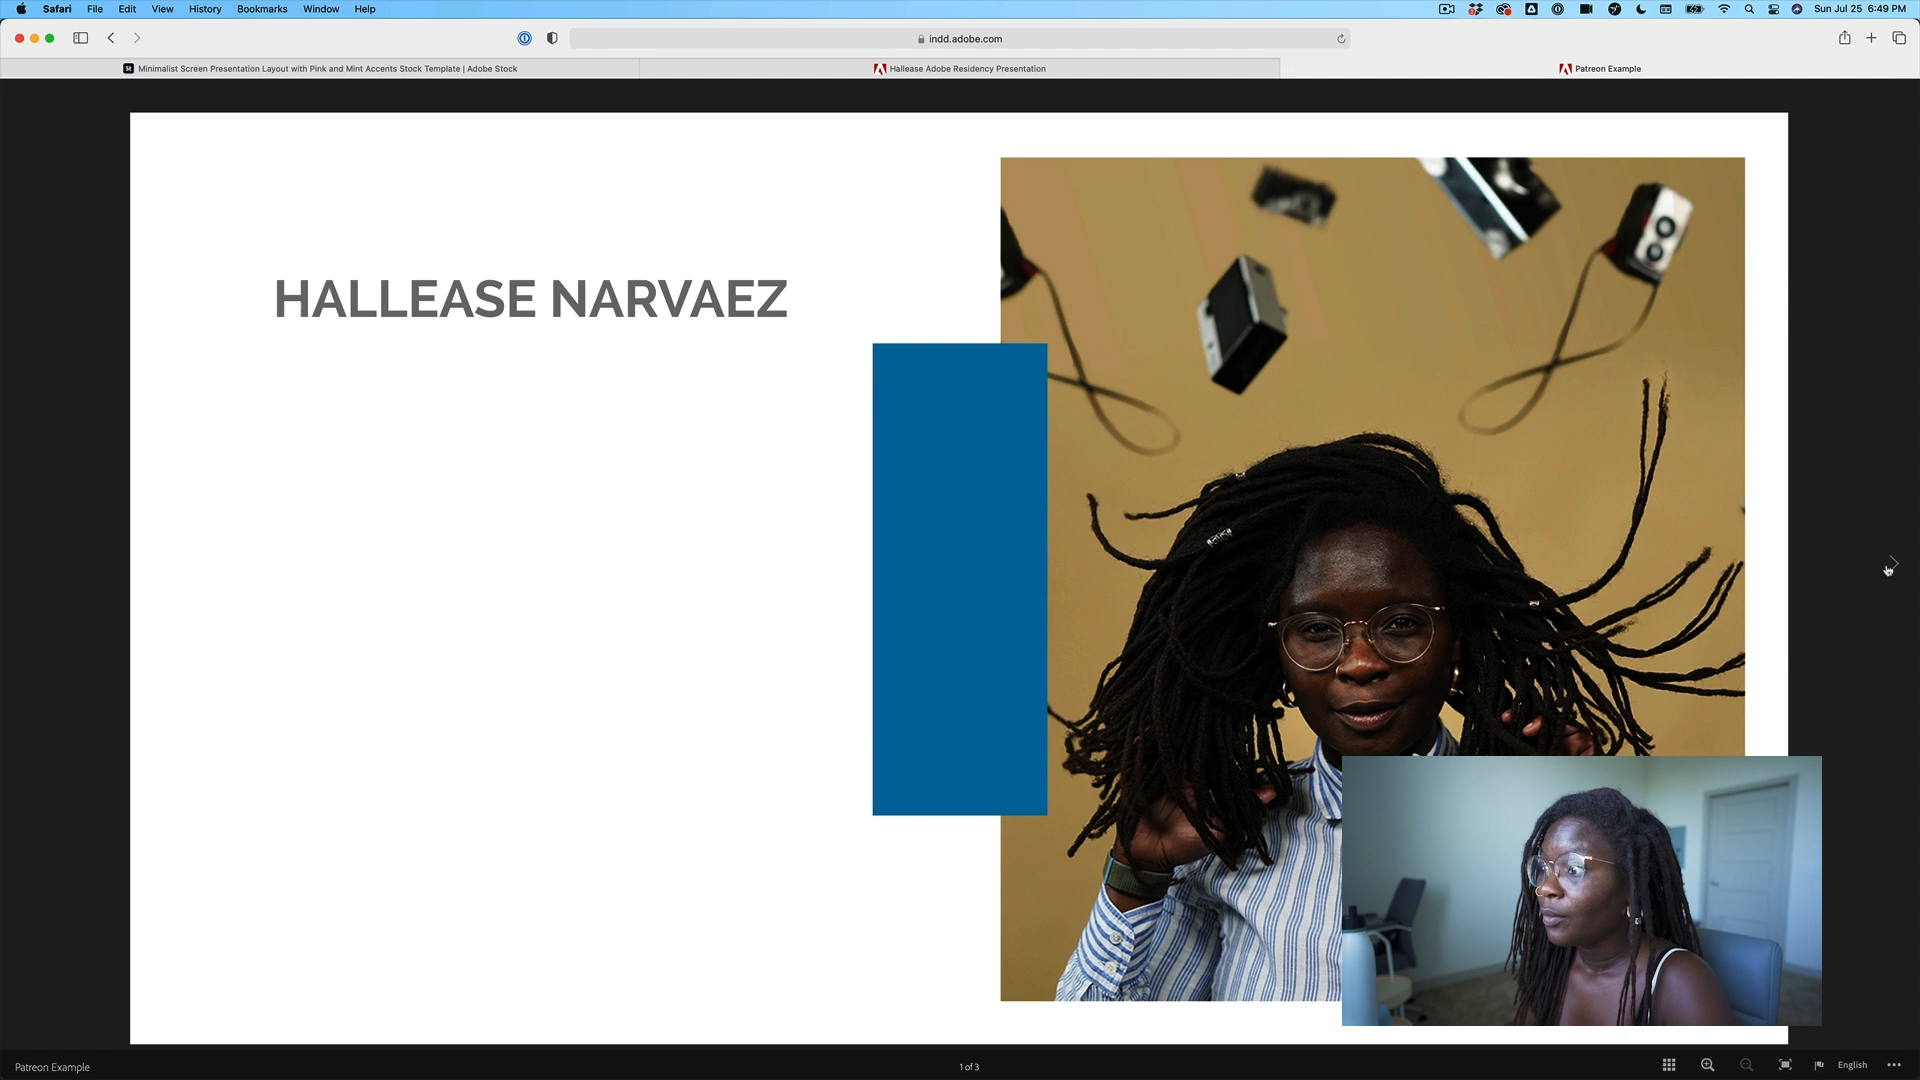 Safari File Edit View History Bookmarks Window Help
Sun Jul 25 6:49 PM
indd.adobe.com
St Minimalist Screen Presentation Layout with Pink and Mint Accents Stock Template | Adobe Stock
Hallease Adobe Residency Presentation
Patreon Example
HALLEASE NARVAEZ
Patreon Example
1 of 3
English